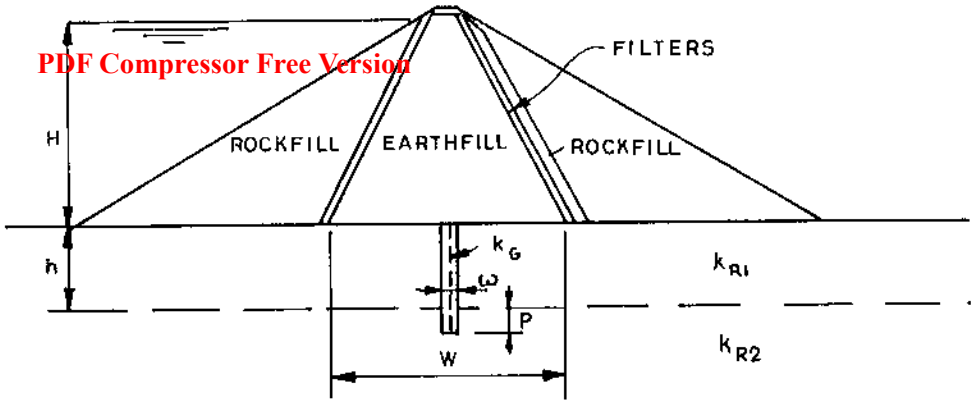 PDF Compressor Free Version
FILTERS
H
ROCKFILL
EARTHFILL
ROCKFILL
h
k_G
k_R1
ω
P
k_R2
W